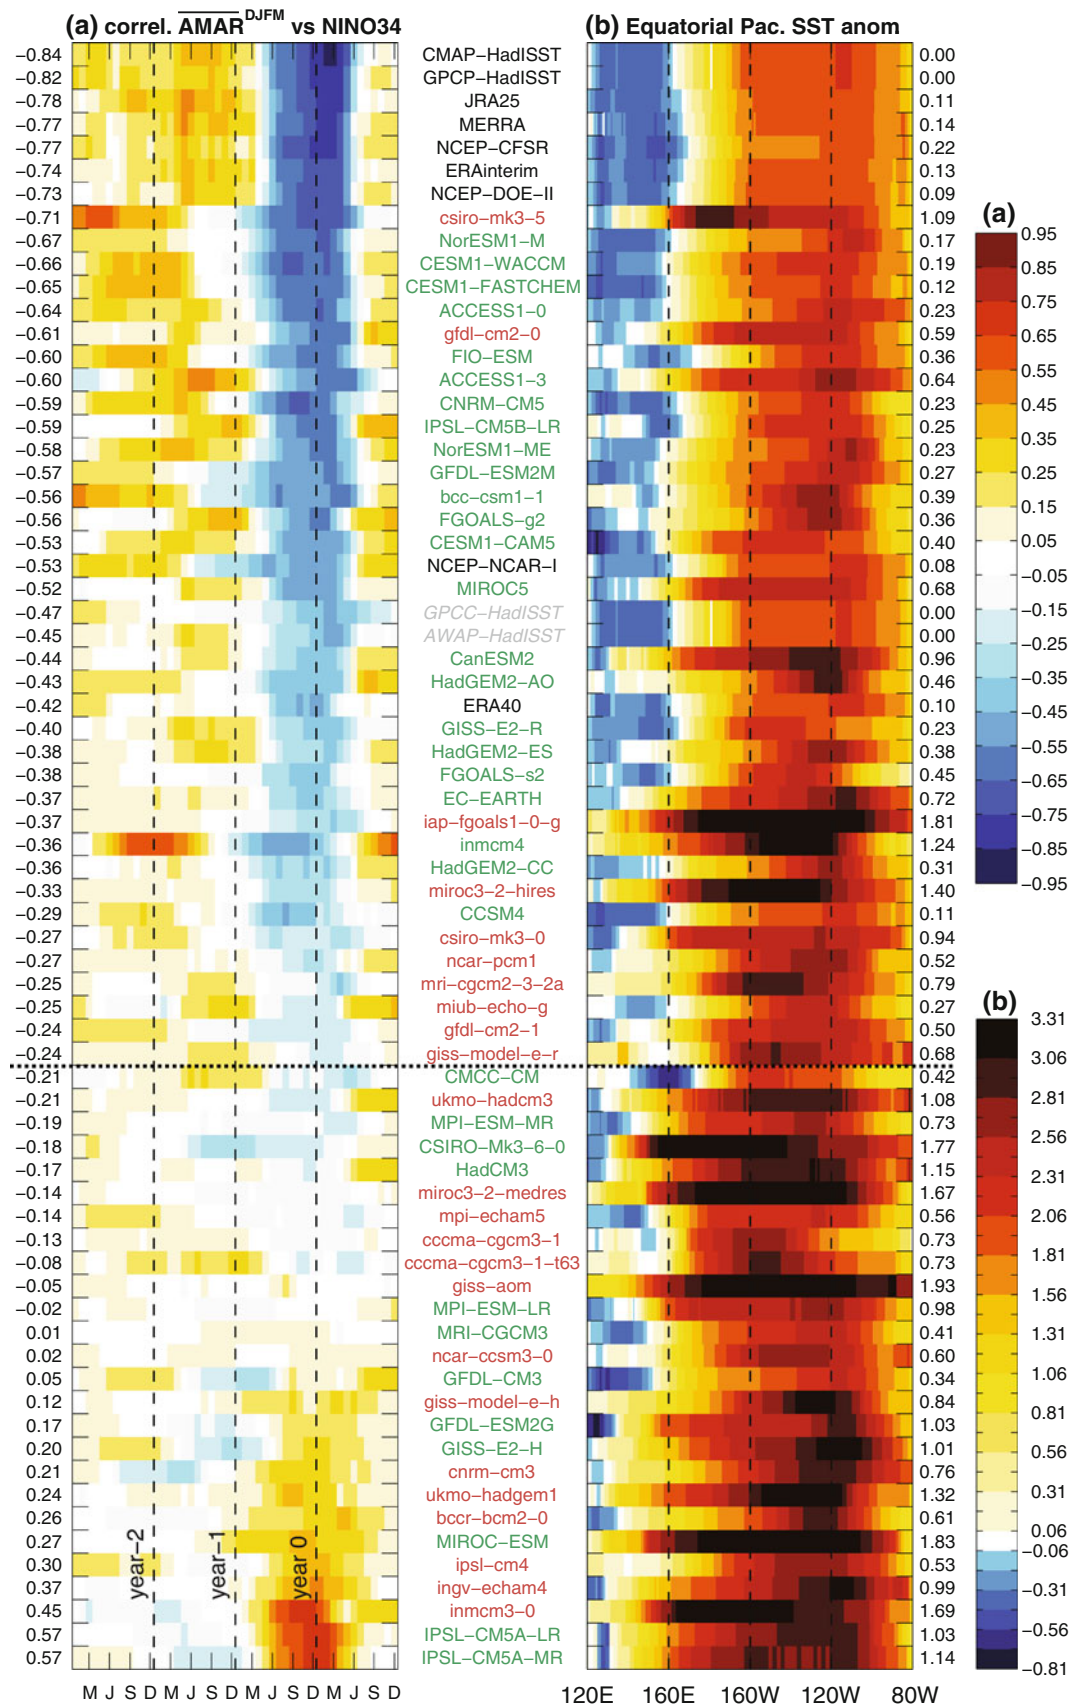 (a) correl. AMAR DJFM vs NINO34
(b) Equatorial Pac. SST anom
−0.84 CMAP−HadISST 0.00
−0.82 GPCP−HadISST 0.00
−0.78 JRA25 0.11
−0.77 MERRA 0.14
−0.77 NCEP−CFSR 0.22
−0.74 ERAinterim 0.13
−0.73 NCEP−DOE−II 0.09
−0.71 csiro−mk3−5 1.09
−0.67 NorESM1−M 0.17
−0.66 CESM1−WACCM 0.19
−0.65 CESM1−FASTCHEM 0.12
−0.64 ACCESS1−0 0.23
−0.61 gfdl−cm2−0 0.59
−0.60 FIO−ESM 0.36
−0.60 ACCESS1−3 0.64
−0.59 CNRM−CM5 0.23
−0.59 IPSL−CM5B−LR 0.25
−0.58 NorESM1−ME 0.23
−0.57 GFDL−ESM2M 0.27
−0.56 bcc−csm1−1 0.39
−0.56 FGOALS−g2 0.36
−0.53 CESM1−CAM5 0.40
−0.53 NCEP−NCAR−I 0.08
−0.52 MIROC5 0.68
−0.47 GPCC−HadISST 0.00
−0.45 AWAP−HadISST 0.00
−0.44 CanESM2 0.96
−0.43 HadGEM2−AO 0.46
−0.42 ERA40 0.10
−0.40 GISS−E2−R 0.23
−0.38 HadGEM2−ES 0.38
−0.38 FGOALS−s2 0.45
−0.37 EC−EARTH 0.72
−0.37 iap−fgoals1−0−g 1.81
−0.36 inmcm4 1.24
−0.36 HadGEM2−CC 0.31
−0.33 miroc3−2−hires 1.40
−0.29 CCSM4 0.11
−0.27 csiro−mk3−0 0.94
−0.27 ncar−pcm1 0.52
−0.25 mri−cgcm2−3−2a 0.79
−0.25 miub−echo−g 0.27
−0.24 gfdl−cm2−1 0.50
−0.24 giss−model−e−r 0.68
−0.21 CMCC−CM 0.42
−0.21 ukmo−hadcm3 1.08
−0.19 MPI−ESM−MR 0.73
−0.18 CSIRO−Mk3−6−0 1.77
−0.17 HadCM3 1.15
−0.14 miroc3−2−medres 1.67
−0.14 mpi−echam5 0.56
−0.13 cccma−cgcm3−1 0.73
−0.08 cccma−cgcm3−1−t63 0.73
−0.05 giss−aom 1.93
−0.02 MPI−ESM−LR 0.98
0.01 MRI−CGCM3 0.41
0.02 ncar−ccsm3−0 0.60
0.05 GFDL−CM3 0.34
0.12 giss−model−e−h 0.84
0.17 GFDL−ESM2G 1.03
0.20 GISS−E2−H 1.01
0.21 cnrm−cm3 0.76
0.24 ukmo−hadgem1 1.32
0.26 bccr−bcm2−0 0.61
0.27 MIROC−ESM 1.83
0.30 ipsl−cm4 0.53
0.37 ingv−echam4 0.99
0.45 inmcm3−0 1.69
0.57 IPSL−CM5A−LR 1.03
0.57 IPSL−CM5A−MR 1.14
year−2
year−1
year 0
M J S D M J S D M J S D M J S D
120E 160E 160W 120W 80W
(a)
0.95
0.85
0.75
0.65
0.55
0.45
0.35
0.25
0.15
0.05
−0.05
−0.15
−0.25
−0.35
−0.45
−0.55
−0.65
−0.75
−0.85
−0.95
(b)
3.31
3.06
2.81
2.56
2.31
2.06
1.81
1.56
1.31
1.06
0.81
0.56
0.31
0.06
−0.06
−0.31
−0.56
−0.81